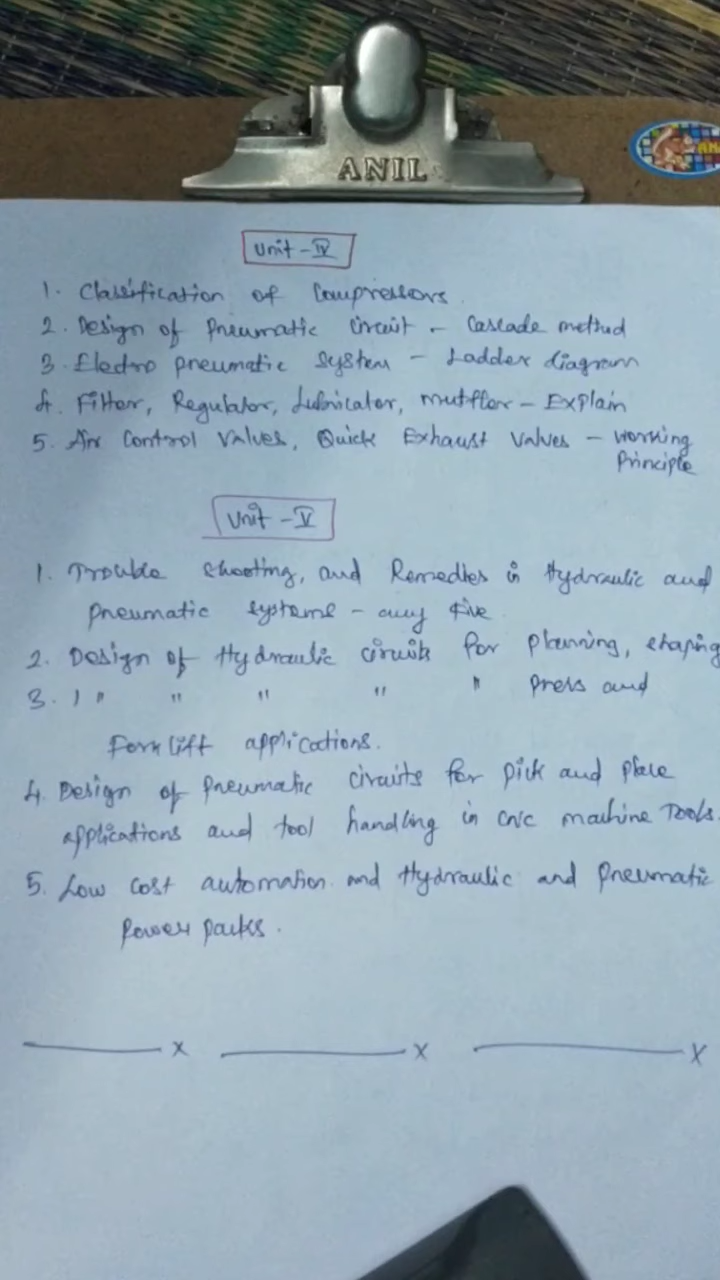 ANIL
Unit - IV
1. Classification of Compressors
2. Design of Pneumatic Circuit - Cascade method
3. Electro pneumatic System - Ladder diagram
4. Filter, Regulator, Lubricator, mutfler - Explain
5. Air Control Valves, Quick Exhaust Valves - working
Principle
Unit - V
1. Trouble shooting, and Remedies in Hydraulic and
pneumatic systems - any five
2. Design of Hydraulic circuits for planning, shaping
3. 1 " " " " " press and
Fork lift applications.
4. Design of pneumatic circuits for pick and place
applications and tool handling in CNC machine Tools.
5. Low cost automation and Hydraulic and Pneumatic
Power packs.
x x x